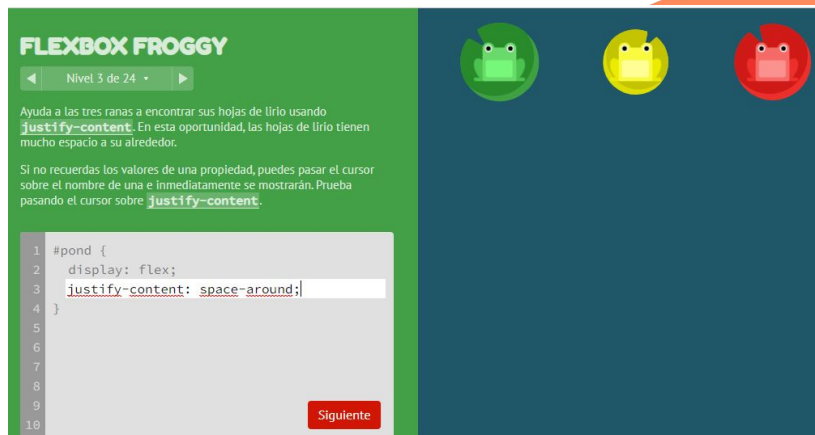 FLEXBOX FROGGY
◀ Nivel 3 de 24 ▾ ▶
Ayuda a las tres ranas a encontrar sus hojas de lirio usando
justify-content. En esta oportunidad, las hojas de lirio tienen
mucho espacio a su alrededor.
Si no recuerdas los valores de una propiedad, puedes pasar el cursor
sobre el nombre de una e inmediatamente se mostrarán. Prueba
pasando el cursor sobre justify-content.
1 #pond {
2 display: flex;
3 justify-content: space-around;
4 }
5
6
7
8
9
10
Siguiente